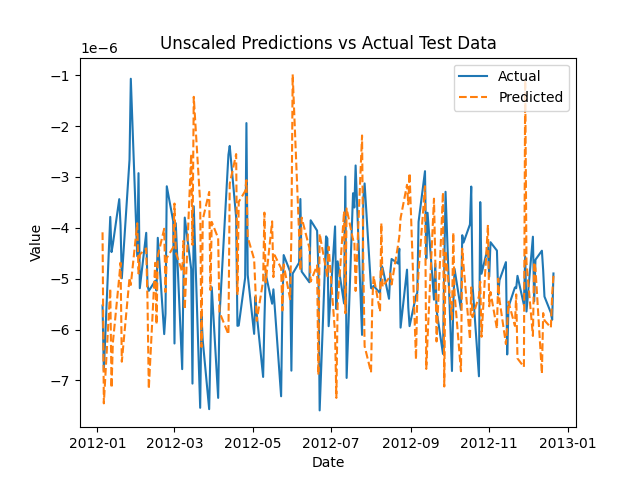 Unscaled Predictions vs Actual Test Data
1e−6
Actual
Predicted
−1
−2
−3
−4
−5
−6
−7
Value
2012-01
2012-03
2012-05
2012-07
2012-09
2012-11
2013-01
Date